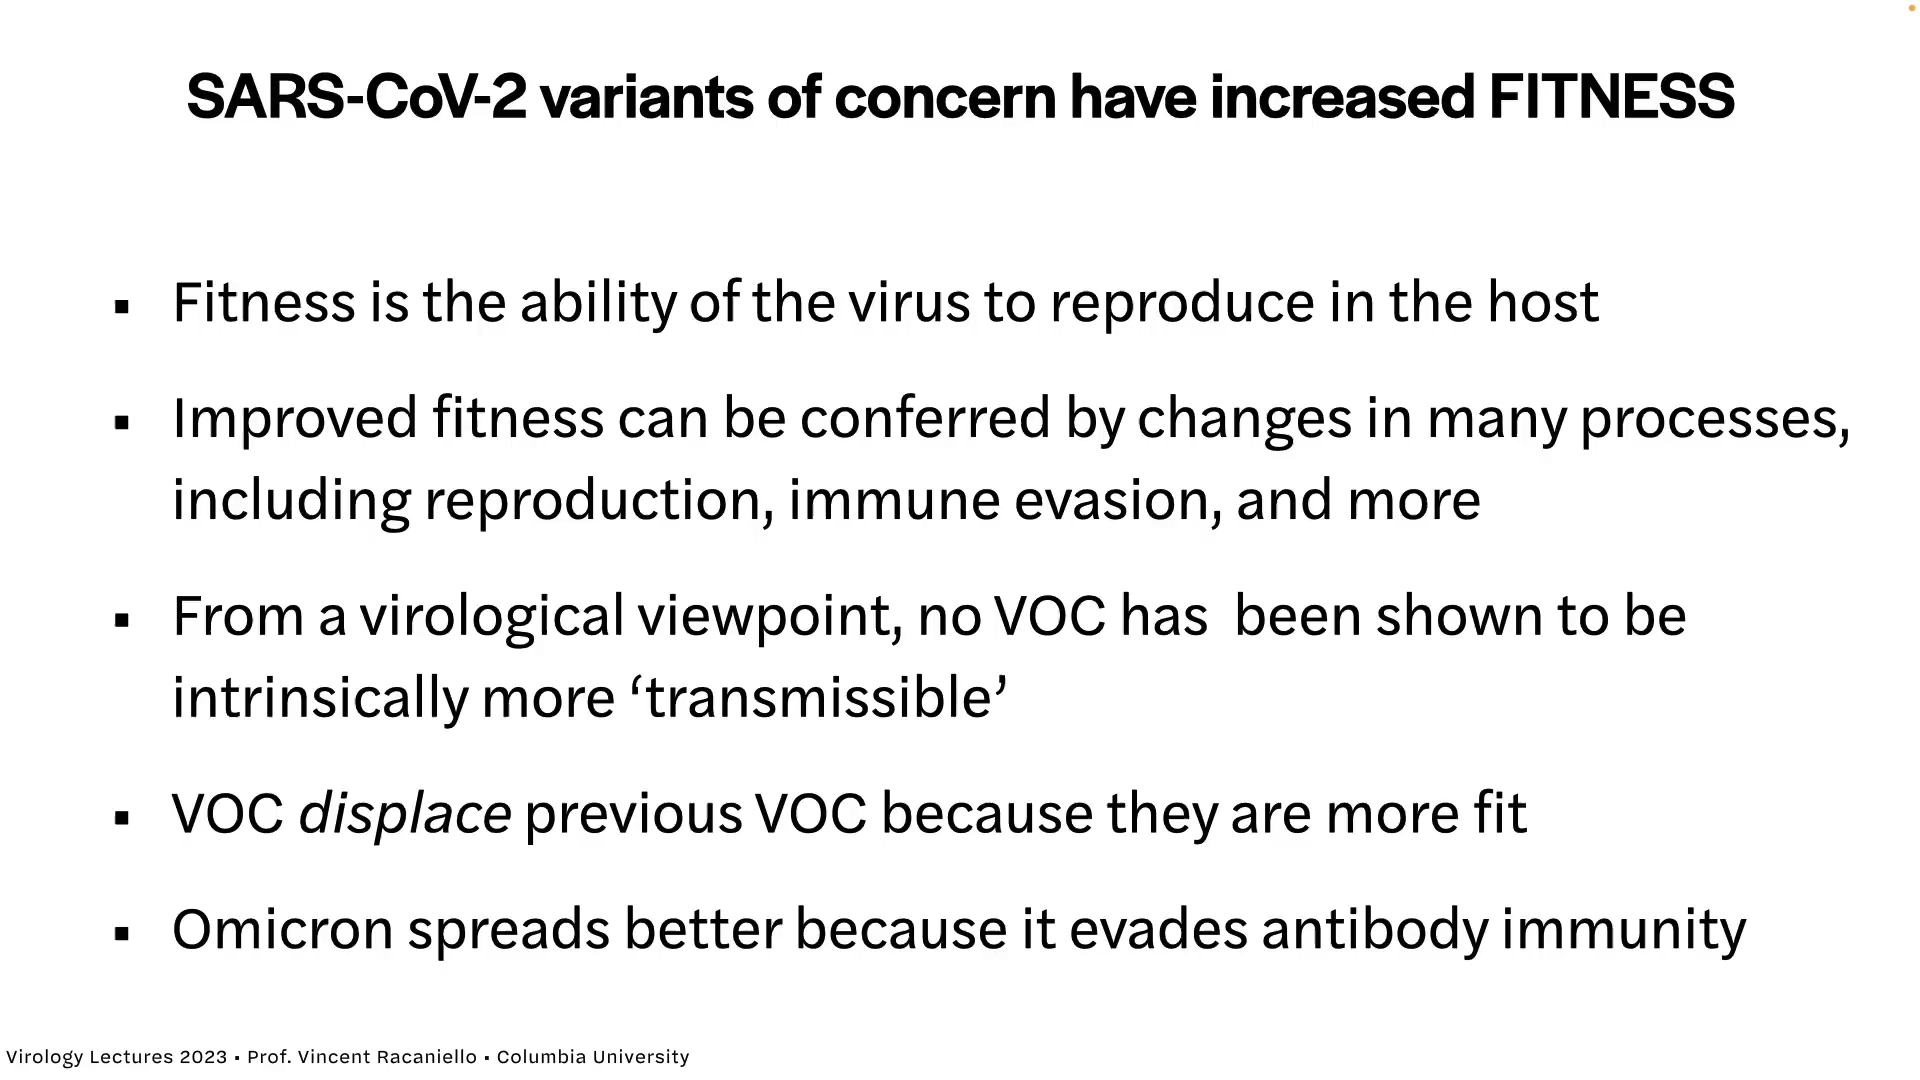 SARS-CoV-2 variants of concern have increased FITNESS
▪ Fitness is the ability of the virus to reproduce in the host
▪ Improved fitness can be conferred by changes in many processes,
including reproduction, immune evasion, and more
▪ From a virological viewpoint, no VOC has  been shown to be
intrinsically more ‘transmissible’
▪ VOC displace previous VOC because they are more fit
▪ Omicron spreads better because it evades antibody immunity
Virology Lectures 2023 • Prof. Vincent Racaniello • Columbia University